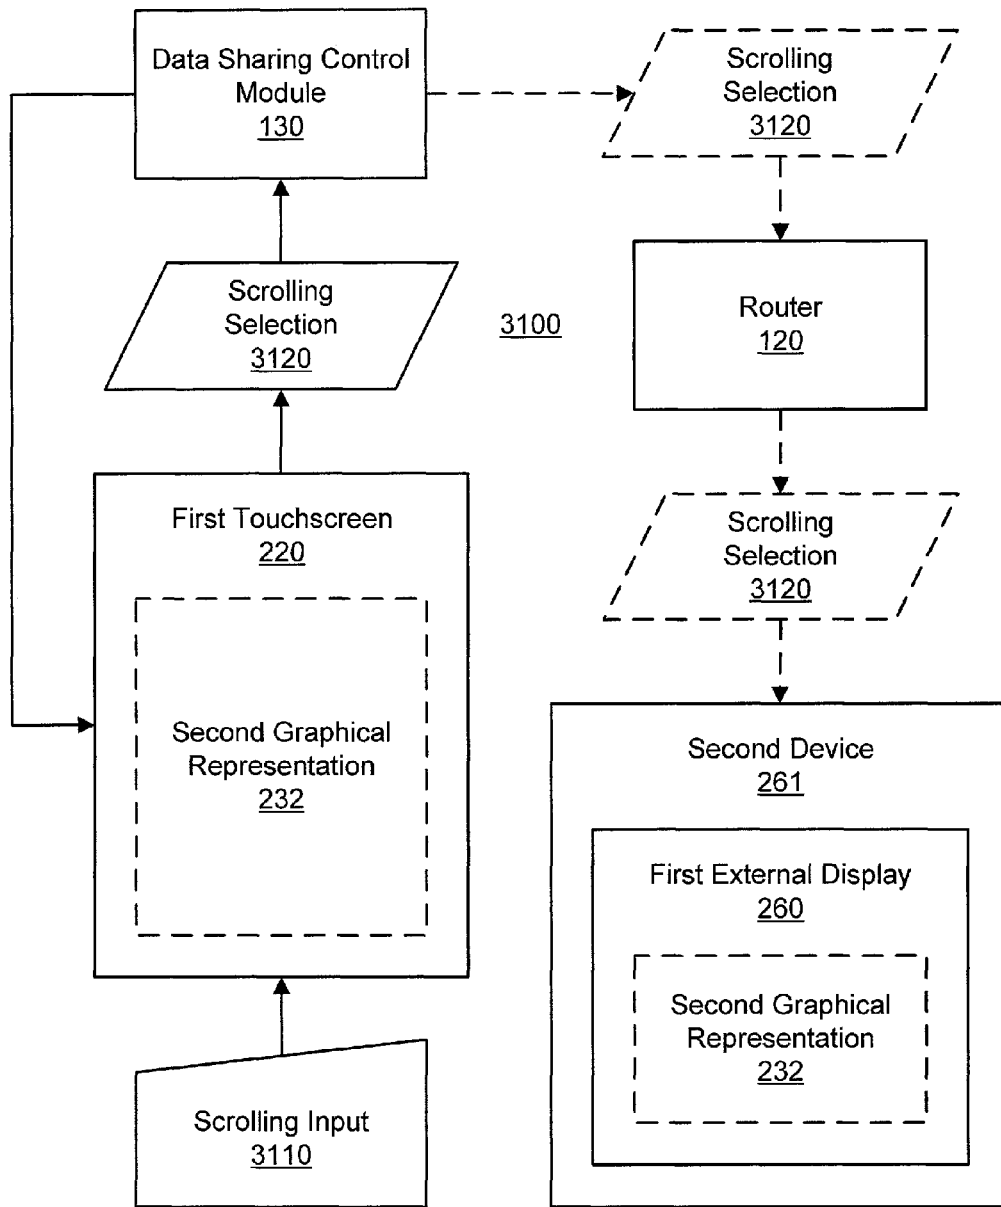 Data Sharing Control
Module
130
Scrolling
Selection
3120
Scrolling
Selection
3120
3100
Router
120
First Touchscreen
220
Second Graphical
Representation
232
Scrolling
Selection
3120
Second Device
261
First External Display
260
Second Graphical
Representation
232
Scrolling Input
3110